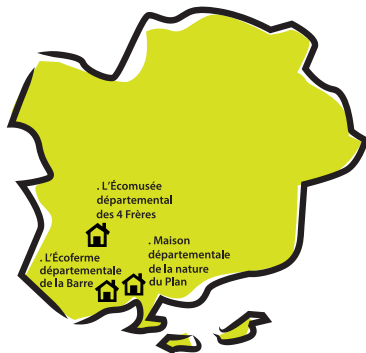 . L'Écomusée
départemental
des 4 Frères
. Maison
départementale
de la nature
du Plan
. L'Écoferme
départementale
de la Barre